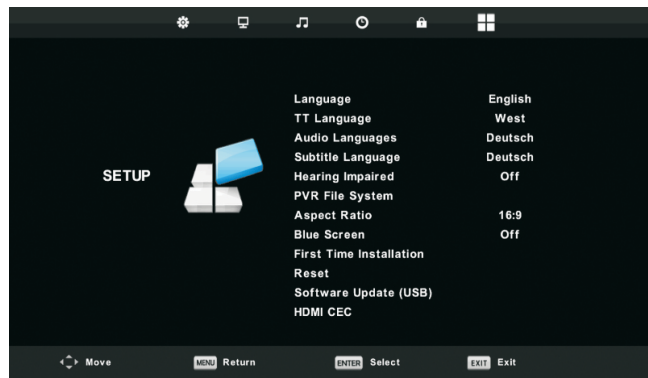 SETUP
Language English
TT Language West
Audio Languages Deutsch
Subtitle Language Deutsch
Hearing Impaired Off
PVR File System
Aspect Ratio 16:9
Blue Screen Off
First Time Installation
Reset
Software Update (USB)
HDMI CEC
Move MENU Return ENTER Select EXIT Exit